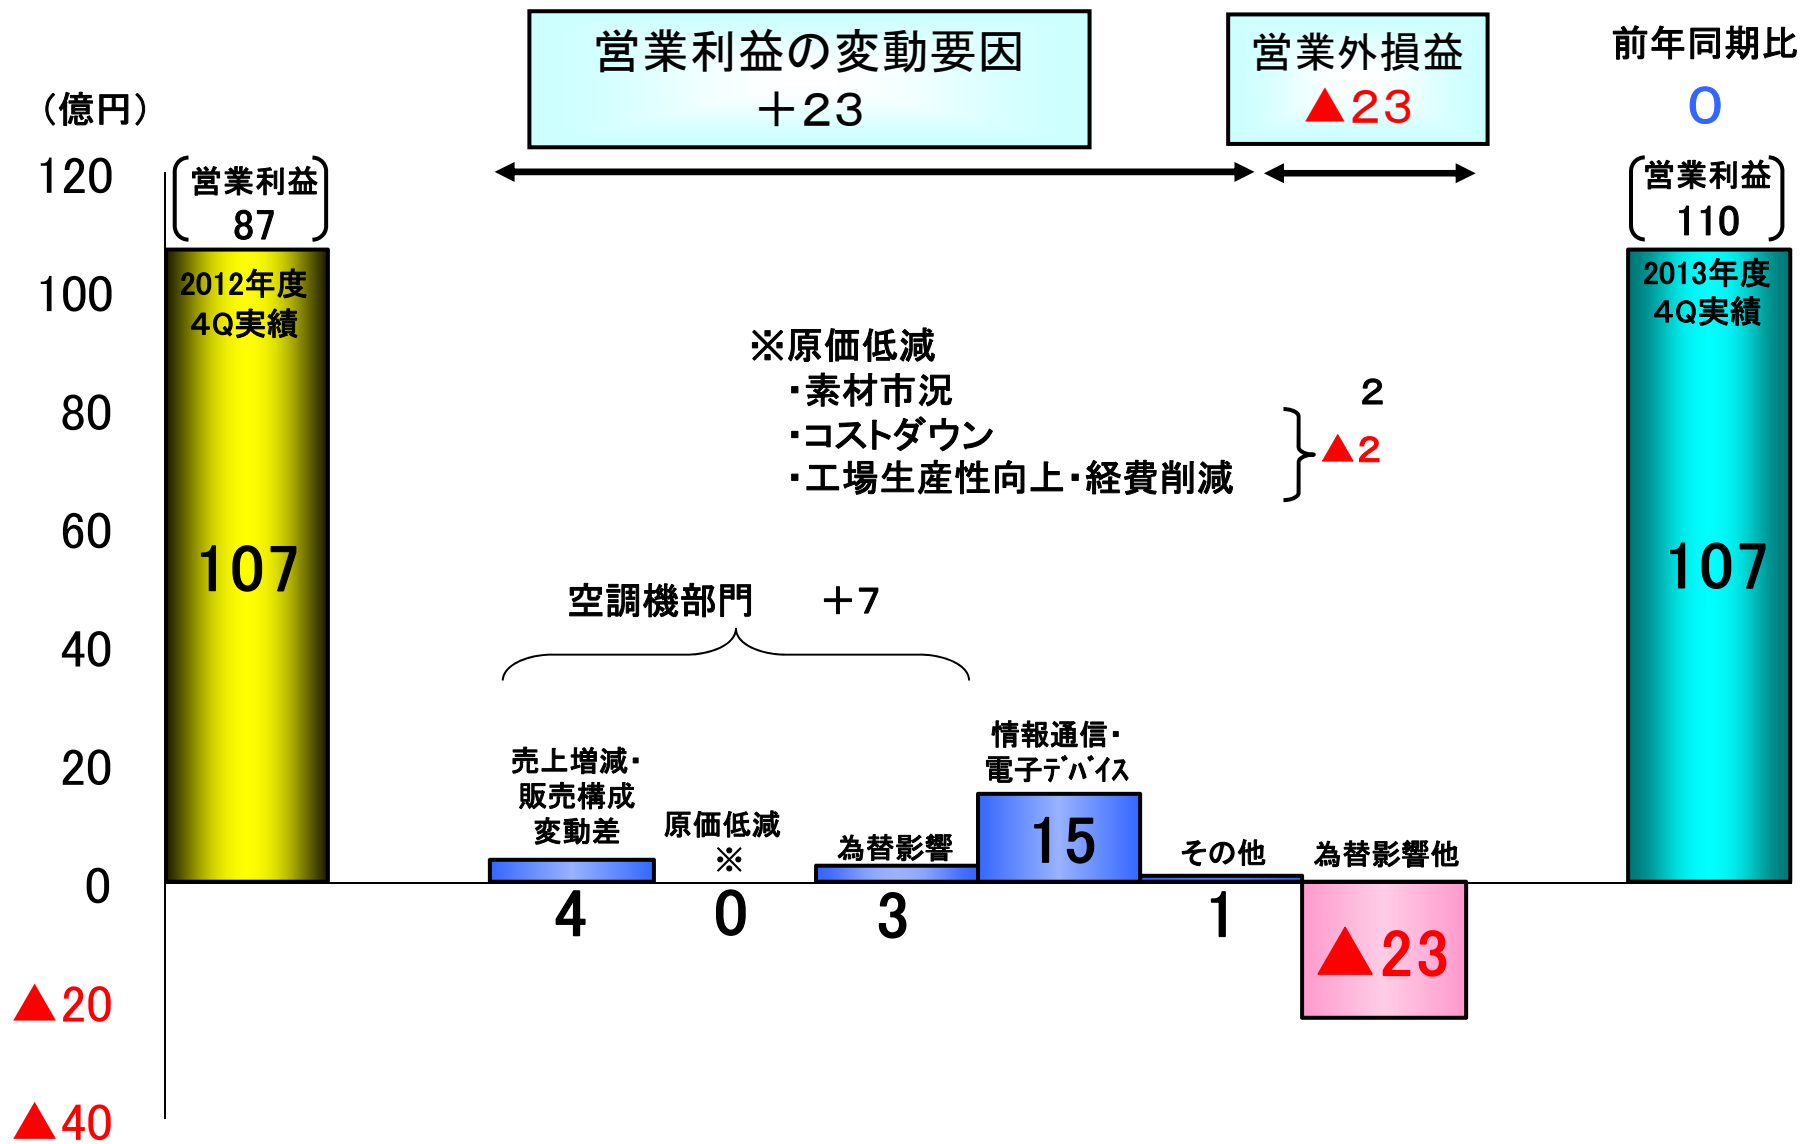 営業利益の変動要因
＋23
営業外損益
▲23
前年同期比
0
（億円）
120
100
80
60
40
20
0
▲20
▲40
営業利益
87
2012年度
4Q実績
107
営業利益
110
2013年度
4Q実績
107
※原価低減
・素材市況 2
・コストダウン
▲2
・工場生産性向上・経費削減
空調機部門 ＋7
売上増減・
販売構成
変動差
4
原価低減
※
0
為替影響
3
情報通信・
電子ﾃﾞﾊﾞｲｽ
15
その他
1
為替影響他
▲23